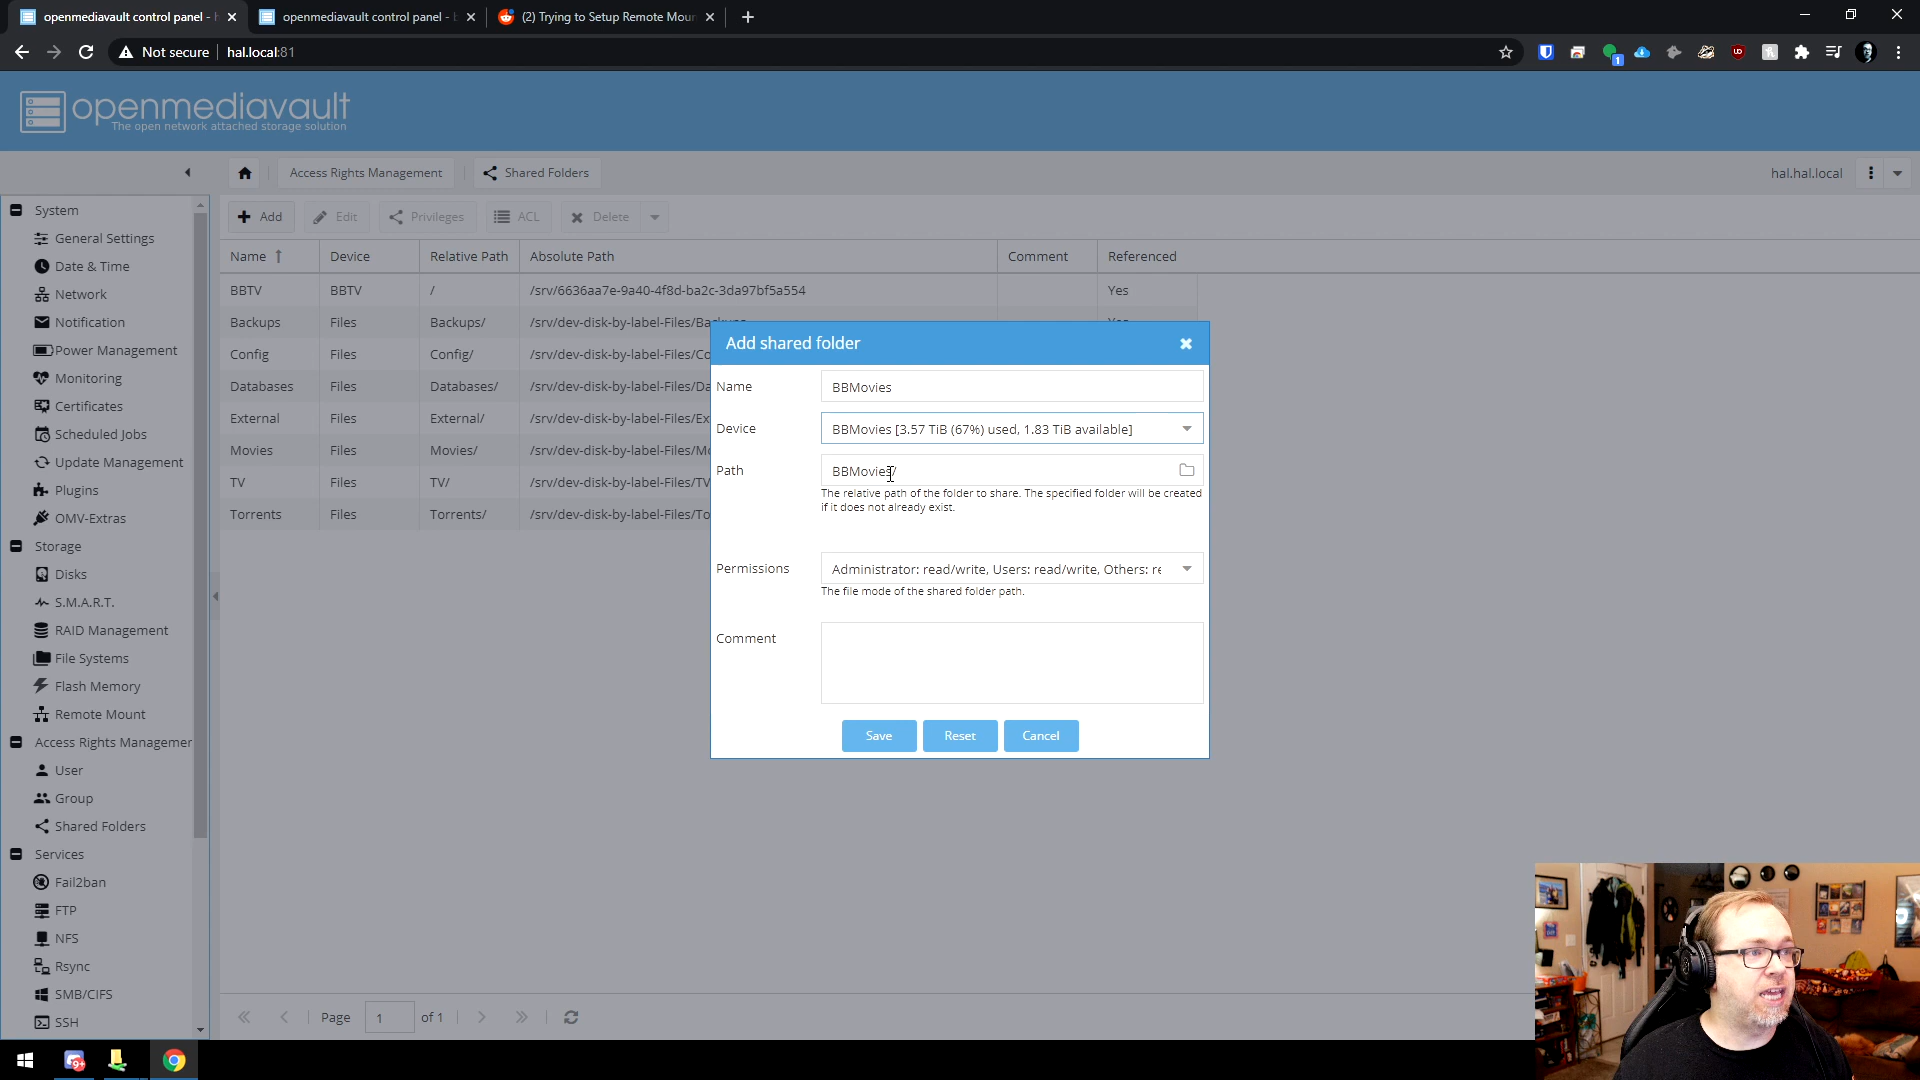 openmediavault control panel - h
openmediavault control panel - b
(2) Trying to Setup Remote Moun
Not secure
hal.local:81
openmediavault
The open network attached storage solution
Access Rights Management
Shared Folders
hal.hal.local
System
General Settings
Date & Time
Network
Notification
Power Management
Monitoring
Certificates
Scheduled Jobs
Update Management
Plugins
OMV-Extras
Storage
Disks
S.M.A.R.T.
RAID Management
File Systems
Flash Memory
Remote Mount
Access Rights Managemen
User
Group
Shared Folders
Services
Fail2ban
FTP
NFS
Rsync
SMB/CIFS
SSH
Add Edit Privileges ACL Delete
Name Device Relative Path Absolute Path Comment Referenced
BBTV BBTV / /srv/6636aa7e-9a40-4f8d-ba2c-3da97bf5a554 Yes
Backups Files Backups/ /srv/dev-disk-by-label-Files/Backups Yes
Config Files Config/ /srv/dev-disk-by-label-Files/Co
Databases Files Databases/ /srv/dev-disk-by-label-Files/Da
External Files External/ /srv/dev-disk-by-label-Files/Ex
Movies Files Movies/ /srv/dev-disk-by-label-Files/Mo
TV Files TV/ /srv/dev-disk-by-label-Files/TV
Torrents Files Torrents/ /srv/dev-disk-by-label-Files/To
Add shared folder
Name BBMovies
Device BBMovies [3.57 TiB (67%) used, 1.83 TiB available]
Path BBMovies/
The relative path of the folder to share. The specified folder will be created
if it does not already exist.
Permissions Administrator: read/write, Users: read/write, Others: re
The file mode of the shared folder path.
Comment
Save Reset Cancel
Page 1 of 1